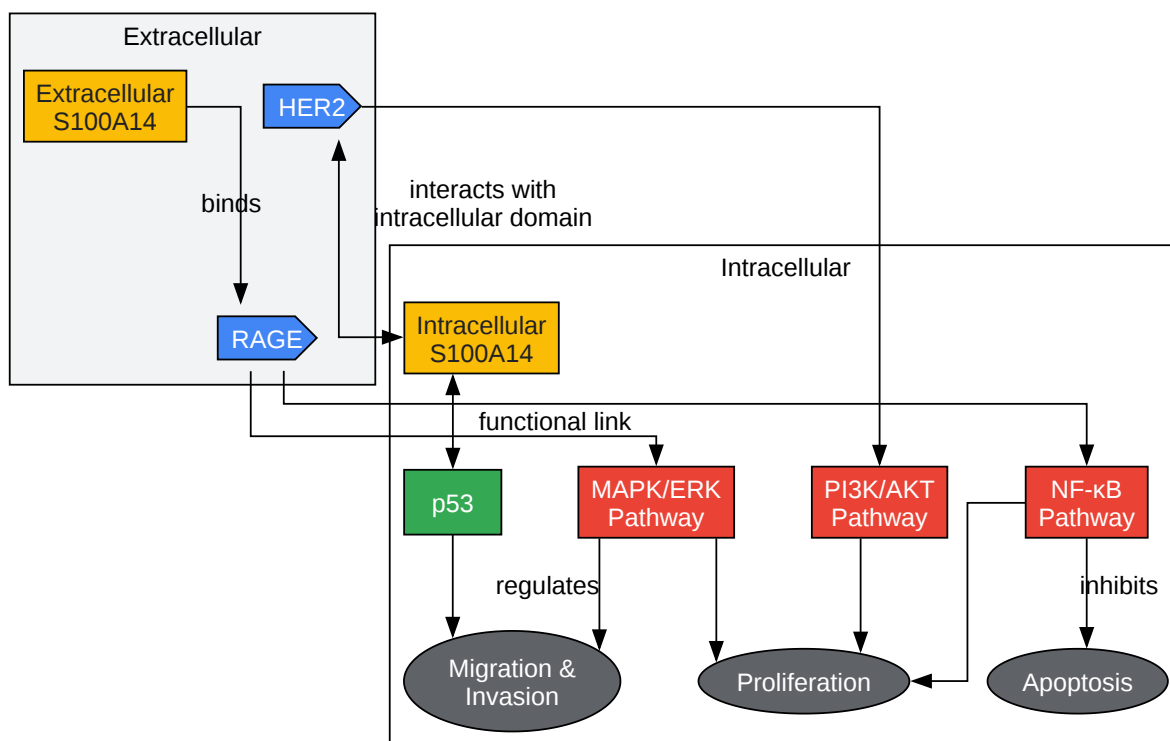 Extracellular
Extracellular
S100A14
HER2
binds
interacts with
intracellular domain
Intracellular
RAGE
Intracellular
S100A14
functional link
p53
MAPK/ERK
Pathway
PI3K/AKT
Pathway
NF-κB
Pathway
regulates
inhibits
Migration &
Invasion
Proliferation
Apoptosis